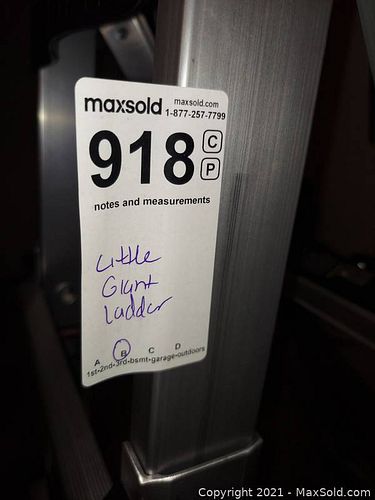 maxsold maxsold.com
1-877-257-7799
918 C
P
notes and measurements
Little
Giant
Ladder
A B C D
1st-2nd-3rd-bsmt-garage-outdoors
Copyright 2021 - MaxSold.com